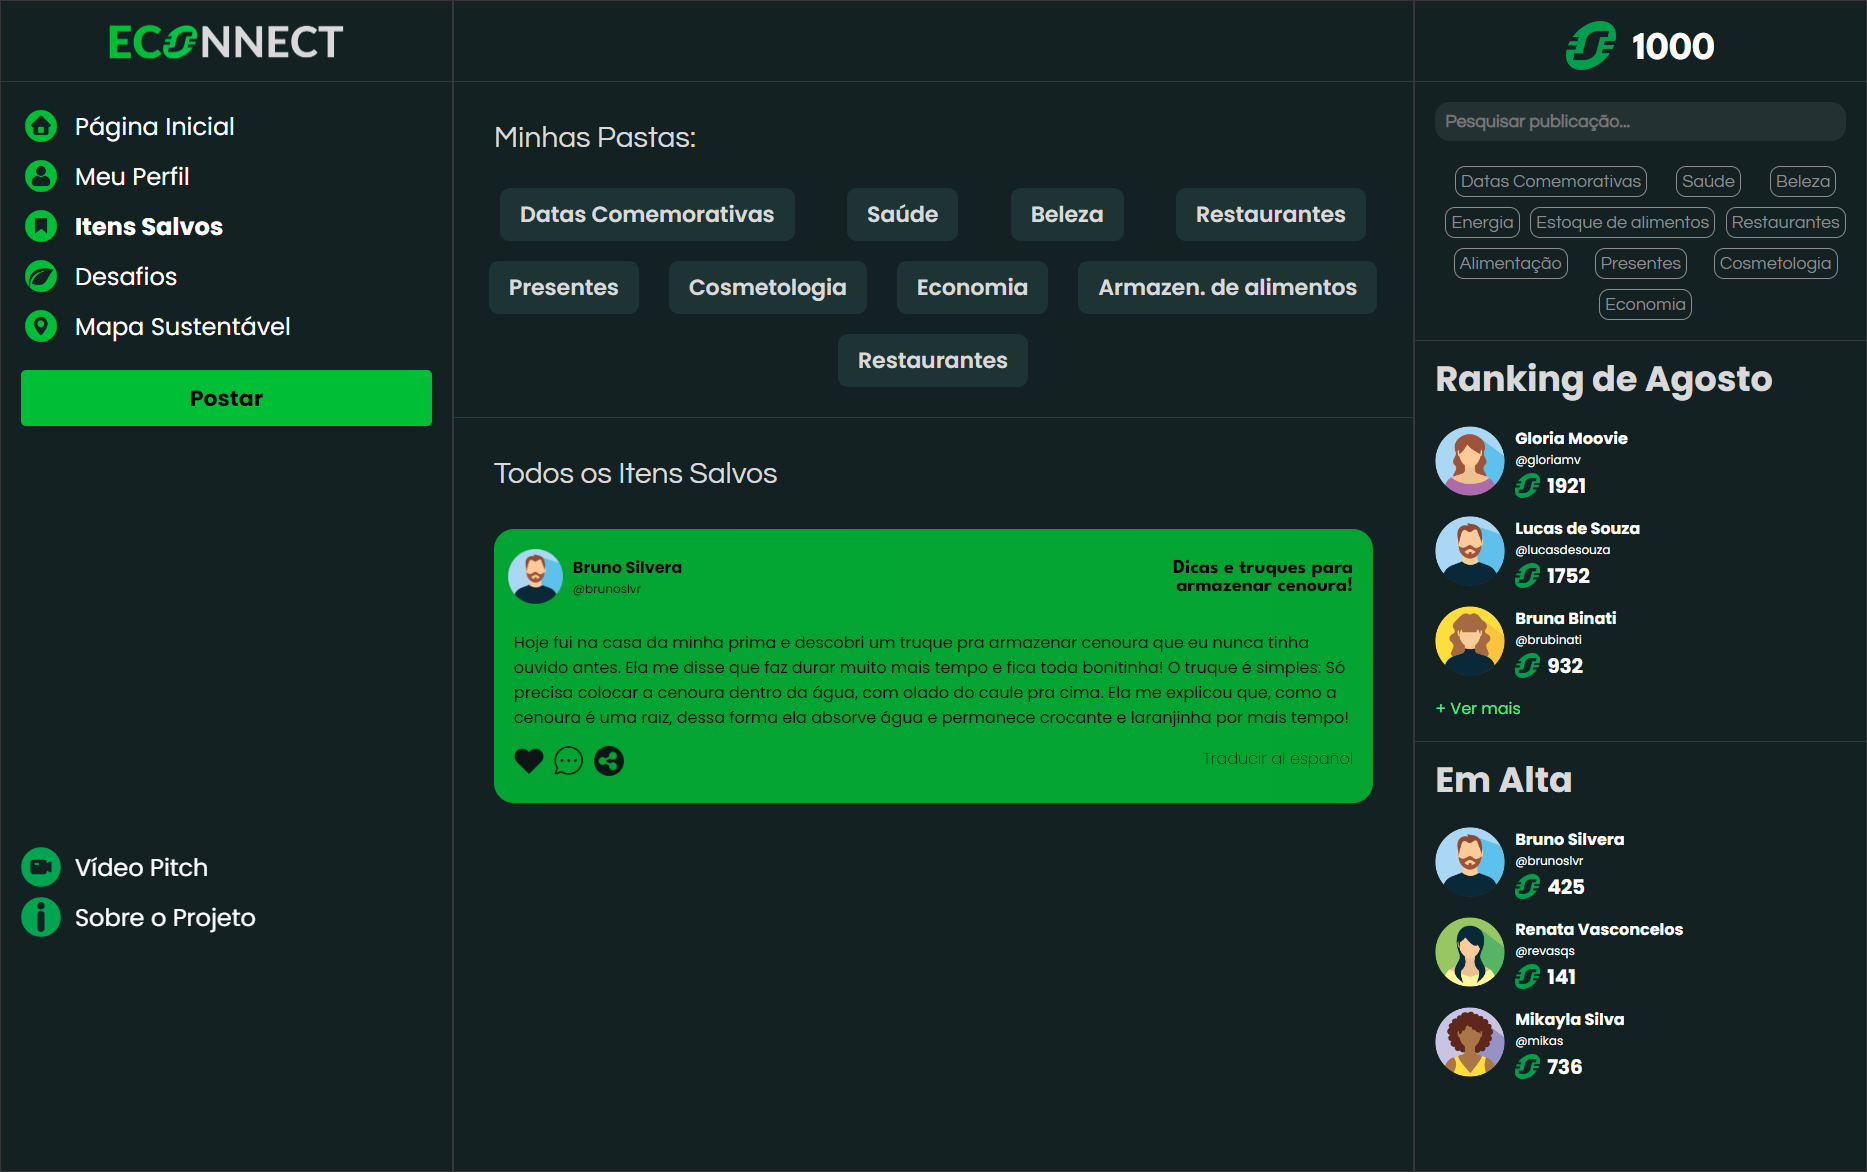 ECONNECT
1000
Página Inicial
Meu Perfil
Itens Salvos
Desafios
Mapa Sustentável
Postar
Vídeo Pitch
Sobre o Projeto
Minhas Pastas:
Datas Comemorativas
Saúde
Beleza
Restaurantes
Presentes
Cosmetologia
Economia
Armazen. de alimentos
Restaurantes
Todos os Itens Salvos
Bruno Silvera
@brunoslvr
Dicas e truques para
armazenar cenoura!
Hoje fui na casa da minha prima e descobri um truque pra armazenar cenoura que eu nunca tinha
ouvido antes. Ela me disse que faz durar muito mais tempo e fica toda bonitinha! O truque é simples: Só
precisa colocar a cenoura dentro da água, com olado do caule pra cima. Ela me explicou que, como a
cenoura é uma raiz, dessa forma ela absorve água e permanece crocante e laranjinha por mais tempo!
Traducir al español
Pesquisar publicação...
Datas Comemorativas
Saúde
Beleza
Energia
Estoque de alimentos
Restaurantes
Alimentação
Presentes
Cosmetologia
Economia
Ranking de Agosto
Gloria Moovie
@gloriamv
1921
Lucas de Souza
@lucasdesouza
1752
Bruna Binati
@brubinati
932
+ Ver mais
Em Alta
Bruno Silvera
@brunoslvr
425
Renata Vasconcelos
@revasqs
141
Mikayla Silva
@mikas
736